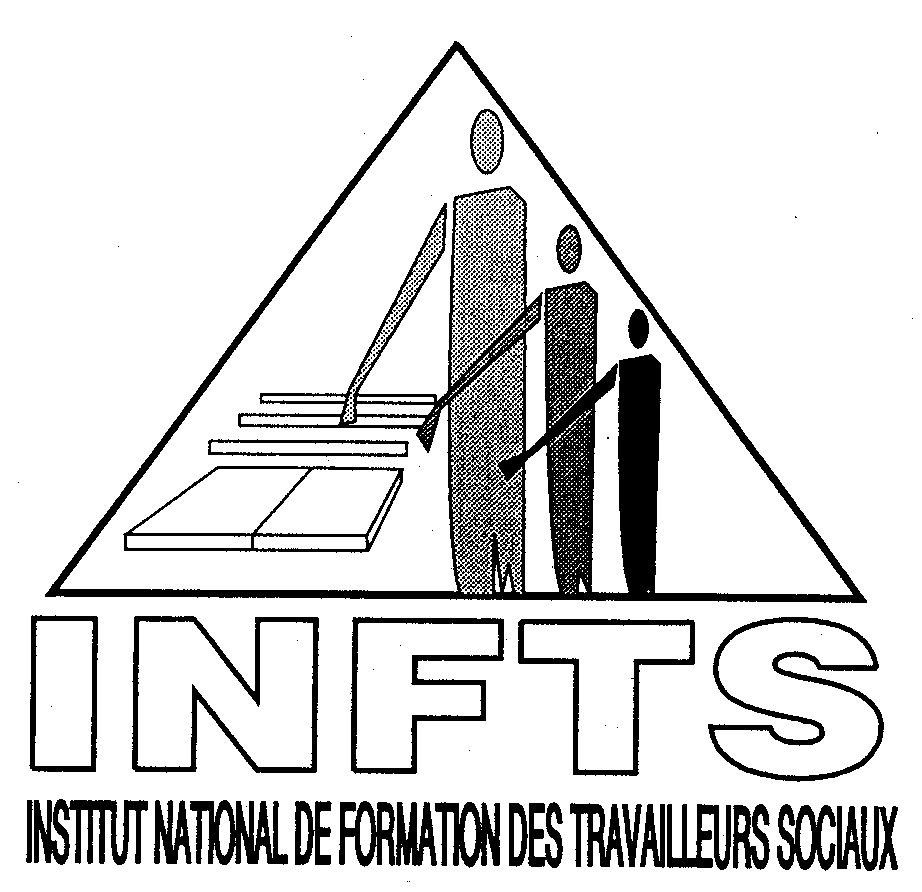 INFTS
INSTITUT NATIONAL DE FORMATION DES TRAVAILLEURS SOCIAUX